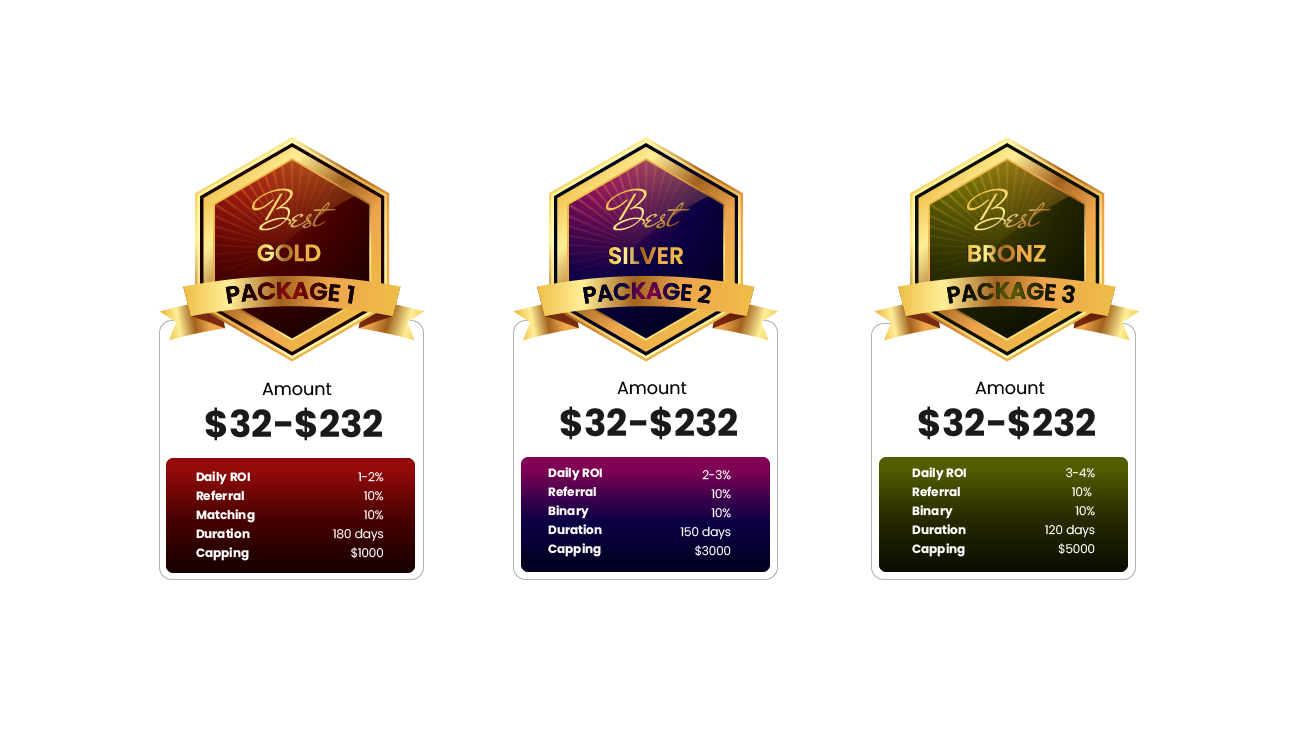 Best
GOLD
PACKAGE 1
Amount
$32-$232
Daily ROI 1-2%
Referral 10%
Matching 10%
Duration 180 days
Capping $1000
Best
SILVER
PACKAGE 2
Amount
$32-$232
Daily ROI 2-3%
Referral 10%
Binary 10%
Duration 150 days
Capping $3000
Best
BRONZ
PACKAGE 3
Amount
$32-$232
Daily ROI 3-4%
Referral 10%
Binary 10%
Duration 120 days
Capping $5000